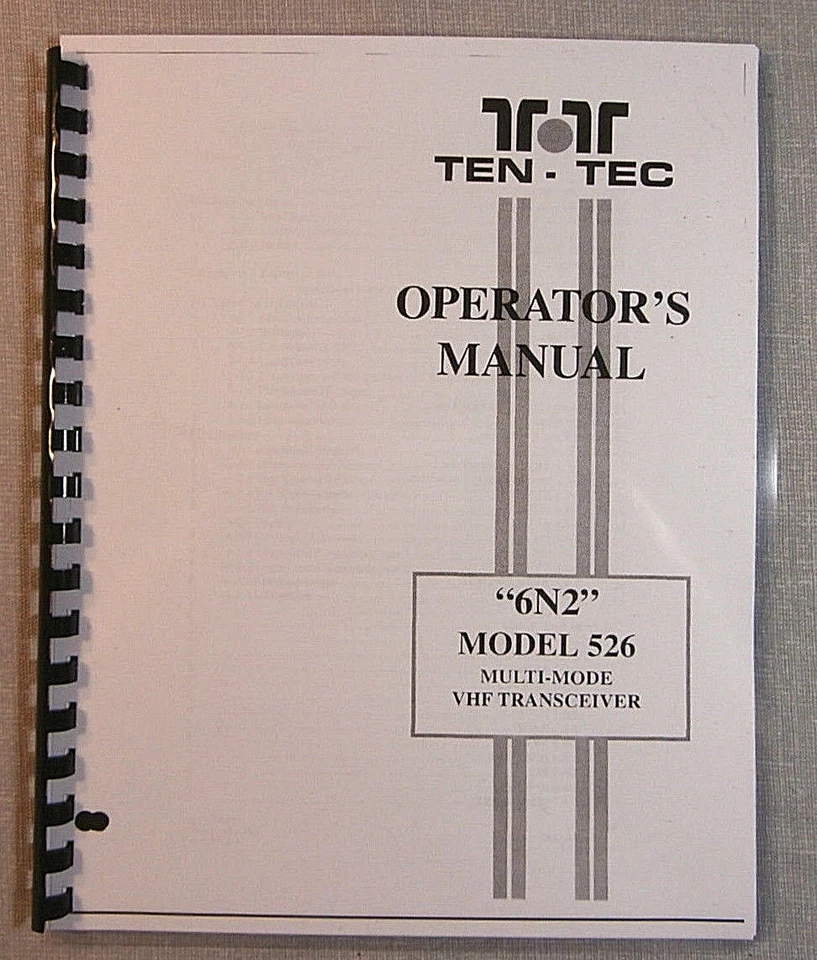 TEN - TEC
OPERATOR'S
MANUAL
“6N2”
MODEL 526
MULTI-MODE
VHF TRANSCEIVER